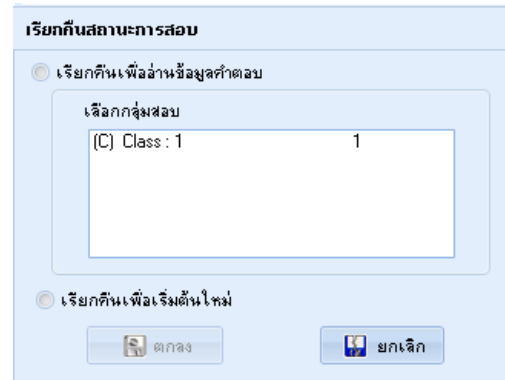 เรียกคืนสถานะการสอบ
เรียกคืนเพื่ออ่านข้อมูลคำตอบ
เลือกกลุ่มสอบ
(C) Class : 1 1
เรียกคืนเพื่อเริ่มต้นใหม่
ตกลง ยกเลิก